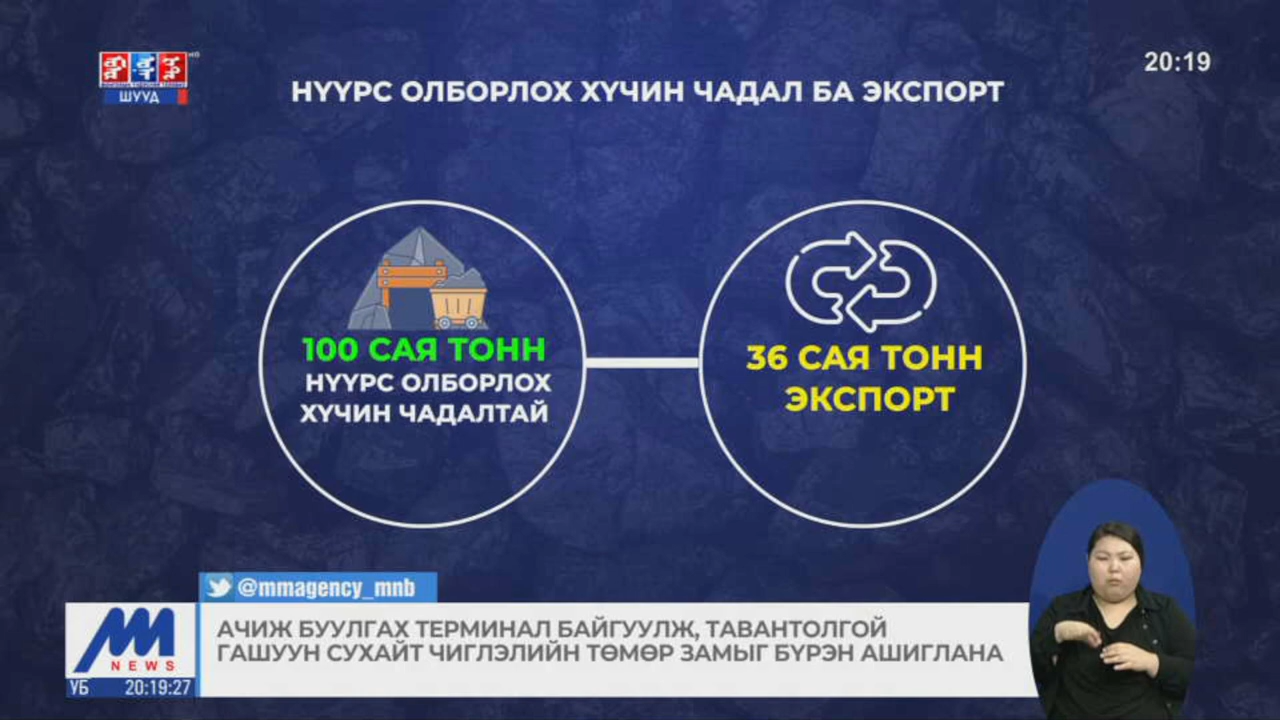 ШУУД
20:19
НҮҮРС ОЛБОРЛОХ ХҮЧИН ЧАДАЛ БА ЭКСПОРТ
100 САЯ ТОНН
НҮҮРС ОЛБОРЛОХ
ХҮЧИН ЧАДАЛТАЙ
36 САЯ ТОНН
ЭКСПОРТ
@mmagency_mnb
АЧИЖ БУУЛГАХ ТЕРМИНАЛ БАЙГУУЛЖ, ТАВАНТОЛГОЙ
ГАШУУН СУХАЙТ ЧИГЛЭЛИЙН ТӨМӨР ЗАМЫГ БҮРЭН АШИГЛАНА
M
NEWS
УБ 20:19:27